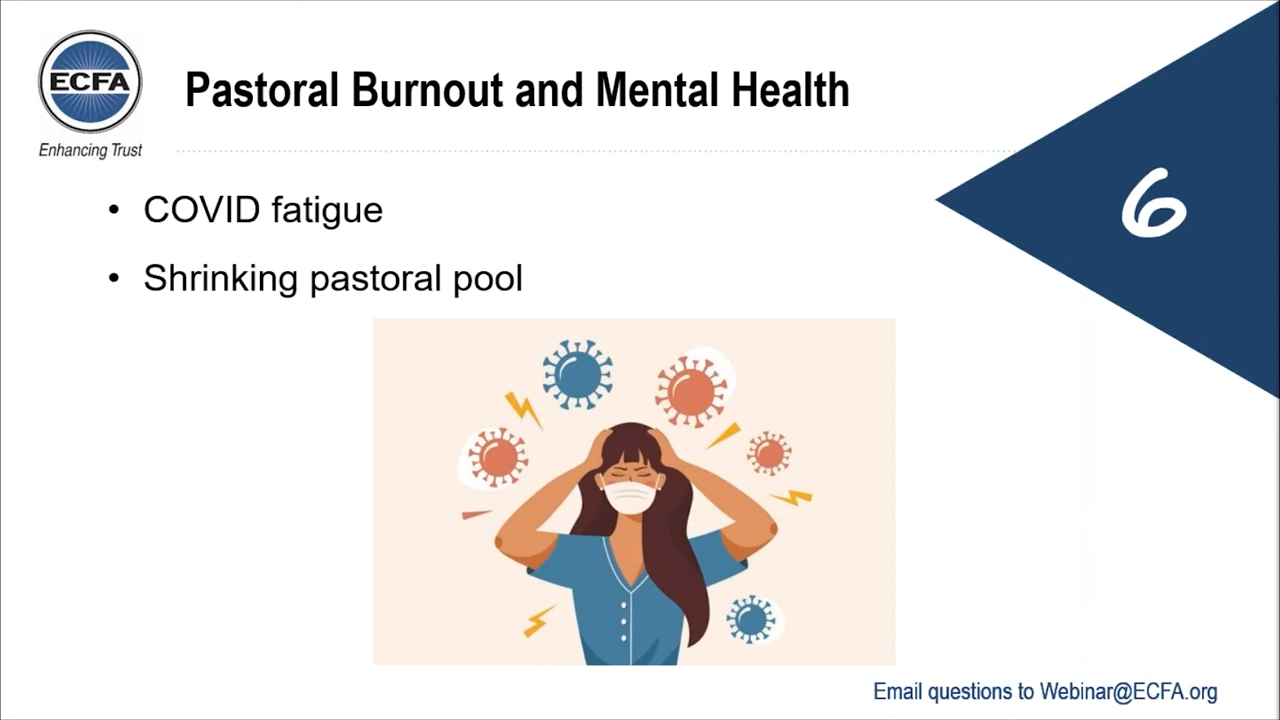 ECFA
Enhancing Trust
Pastoral Burnout and Mental Health
6
• COVID fatigue
• Shrinking pastoral pool
Email questions to Webinar@ECFA.org